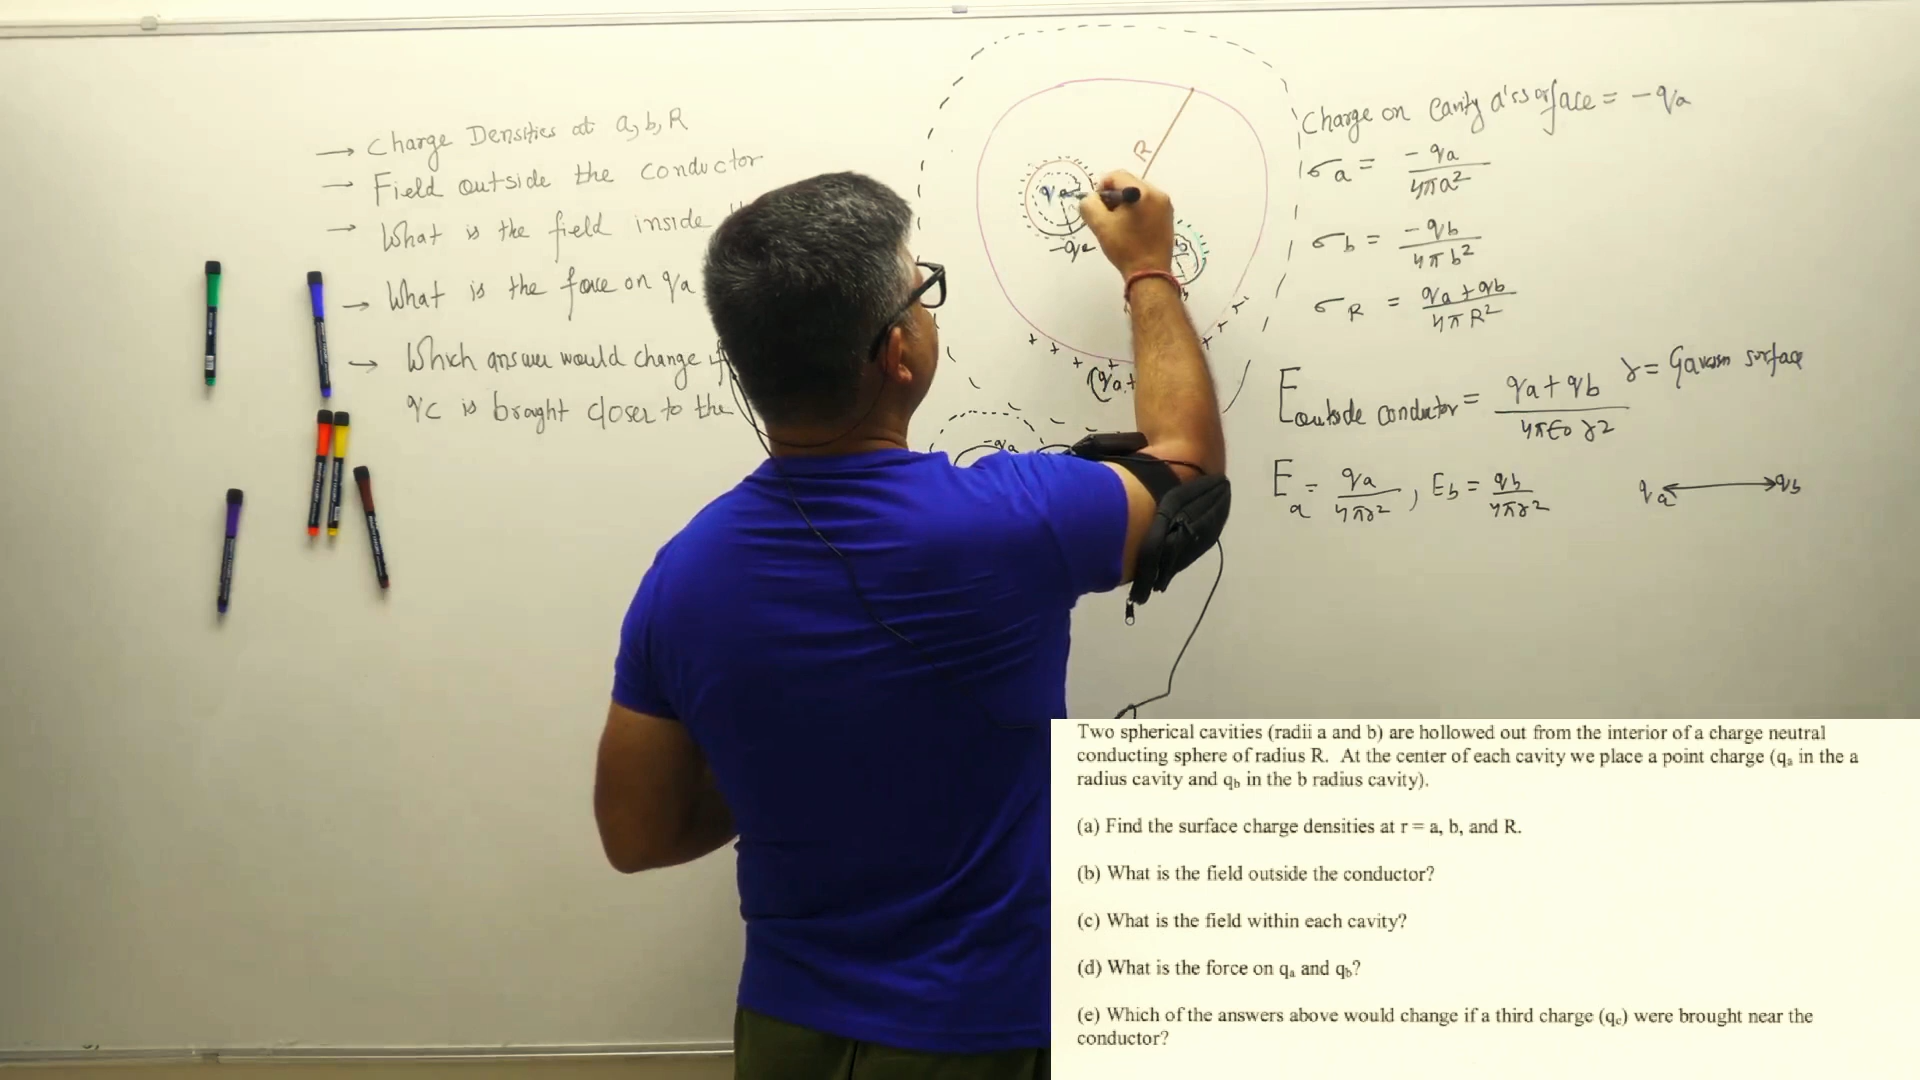 → Charge Densities at a, b, R
→ Field outside the conductor
→ What is the field inside
→ What is the force on qa
→ Which answer would change if
qc is braght closer to the
R
qa
-qa
b
+ + + + + + +
(qa+
-qa
Charge on Cavity a's surface = -qa
σa = -qa / 4πa²
σb = -qb / 4πb²
σR = qa + qb / 4πR²
E outside conductor = qa + qb / 4πε0 r² r = Gaussian surface
Ea = qa / 4πr² , Eb = qb / 4πr² qa ↔ qb
Two spherical cavities (radii a and b) are hollowed out from the interior of a charge neutral
conducting sphere of radius R. At the center of each cavity we place a point charge (qa in the a
radius cavity and qb in the b radius cavity).
(a) Find the surface charge densities at r = a, b, and R.
(b) What is the field outside the conductor?
(c) What is the field within each cavity?
(d) What is the force on qa and qb?
(e) Which of the answers above would change if a third charge (qc) were brought near the
conductor?